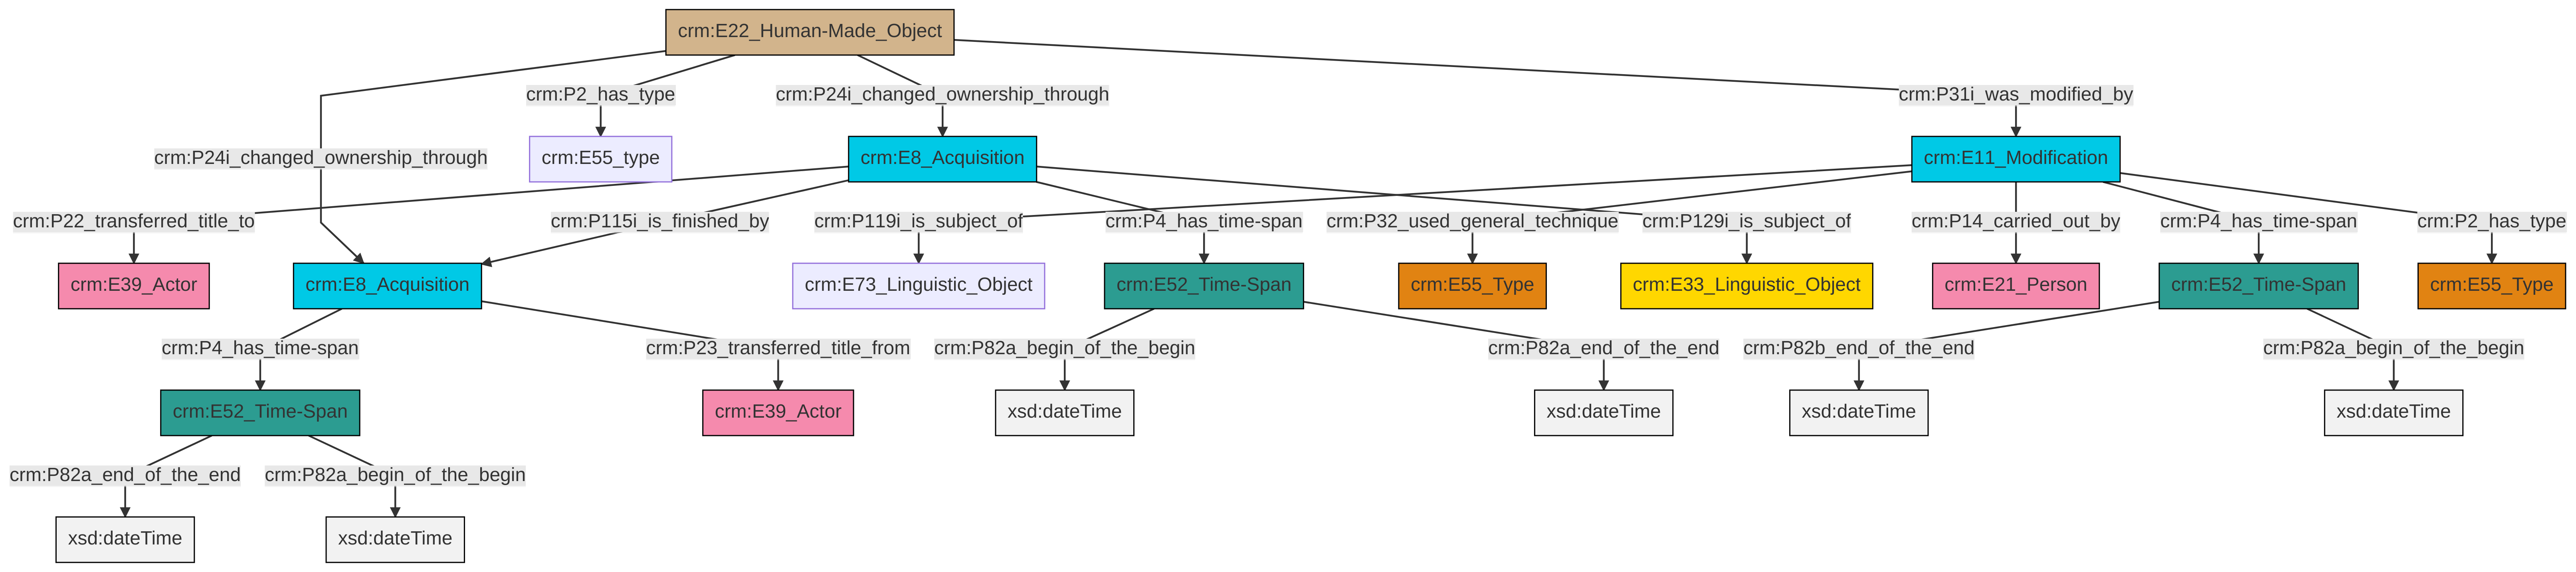 crm:E22_Human-Made_Object
crm:P2_has_type
crm:P24i_changed_ownership_through
crm:P31i_was_modified_by
crm:P24i_changed_ownership_through
crm:E55_type
crm:E8_Acquisition
crm:E11_Modification
crm:P22_transferred_title_to
crm:P115i_is_finished_by
crm:P119i_is_subject_of
crm:P4_has_time-span
crm:P32_used_general_technique
crm:P129i_is_subject_of
crm:P14_carried_out_by
crm:P4_has_time-span
crm:P2_has_type
crm:E39_Actor
crm:E8_Acquisition
crm:E73_Linguistic_Object
crm:E52_Time-Span
crm:E55_Type
crm:E33_Linguistic_Object
crm:E21_Person
crm:E52_Time-Span
crm:E55_Type
crm:P4_has_time-span
crm:P23_transferred_title_from
crm:P82a_begin_of_the_begin
crm:P82a_end_of_the_end
crm:P82b_end_of_the_end
crm:P82a_begin_of_the_begin
crm:E52_Time-Span
crm:E39_Actor
xsd:dateTime
xsd:dateTime
xsd:dateTime
xsd:dateTime
crm:P82a_end_of_the_end
crm:P82a_begin_of_the_begin
xsd:dateTime
xsd:dateTime